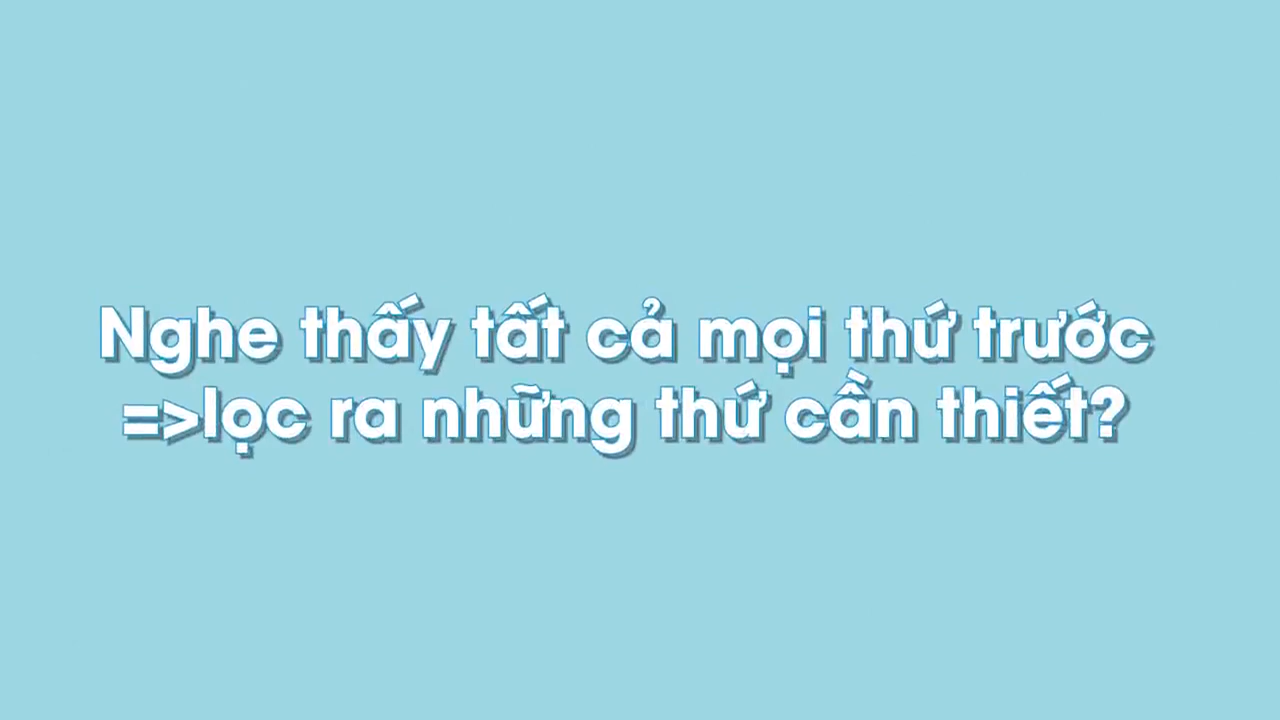 Nghe thấy tất cả mọi thứ trước
=>lọc ra những thứ cần thiết?